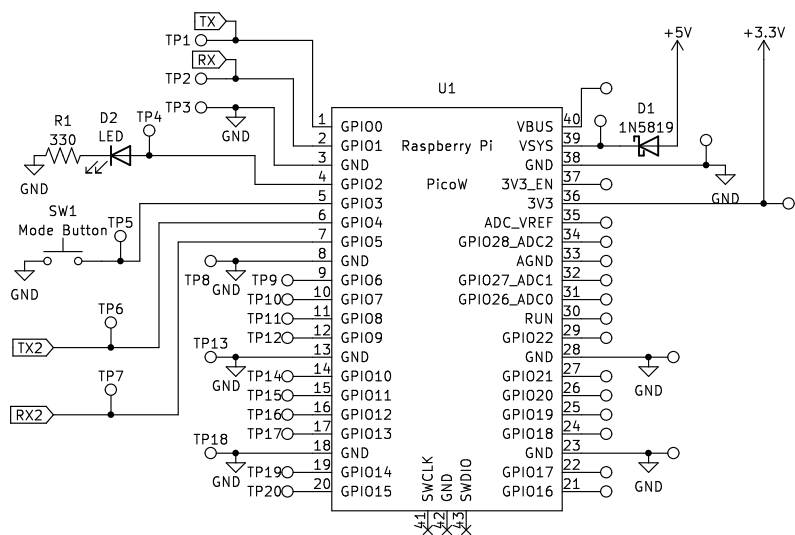 TX
TP1
RX
TP2
TP3
GND
U1
+5V
+3.3V
R1
330
D2
LED
TP4
GND
D1
1N5819
Raspberry Pi
PicoW
1 GPIO0
2 GPIO1
3 GND
4 GPIO2
5 GPIO3
6 GPIO4
7 GPIO5
8 GND
9 GPIO6
10 GPIO7
11 GPIO8
12 GPIO9
13 GND
14 GPIO10
15 GPIO11
16 GPIO12
17 GPIO13
18 GND
19 GPIO14
20 GPIO15
VBUS 40
VSYS 39
GND 38
3V3_EN 37
3V3 36
ADC_VREF 35
GPIO28_ADC2 34
AGND 33
GPIO27_ADC1 32
GPIO26_ADC0 31
RUN 30
GPIO22 29
GND 28
GPIO21 27
GPIO20 26
GPIO19 25
GPIO18 24
GND 23
GPIO17 22
GPIO16 21
SWCLK 41
GND 42
SWDIO 43
SW1
Mode Button
TP5
GND
TP8
GND
TP9
TP10
TP11
TP12
TP6
TX2
TP13
GND
TP7
RX2
TP14
TP15
TP16
TP17
TP18
GND
TP19
TP20
GND
GND
GND